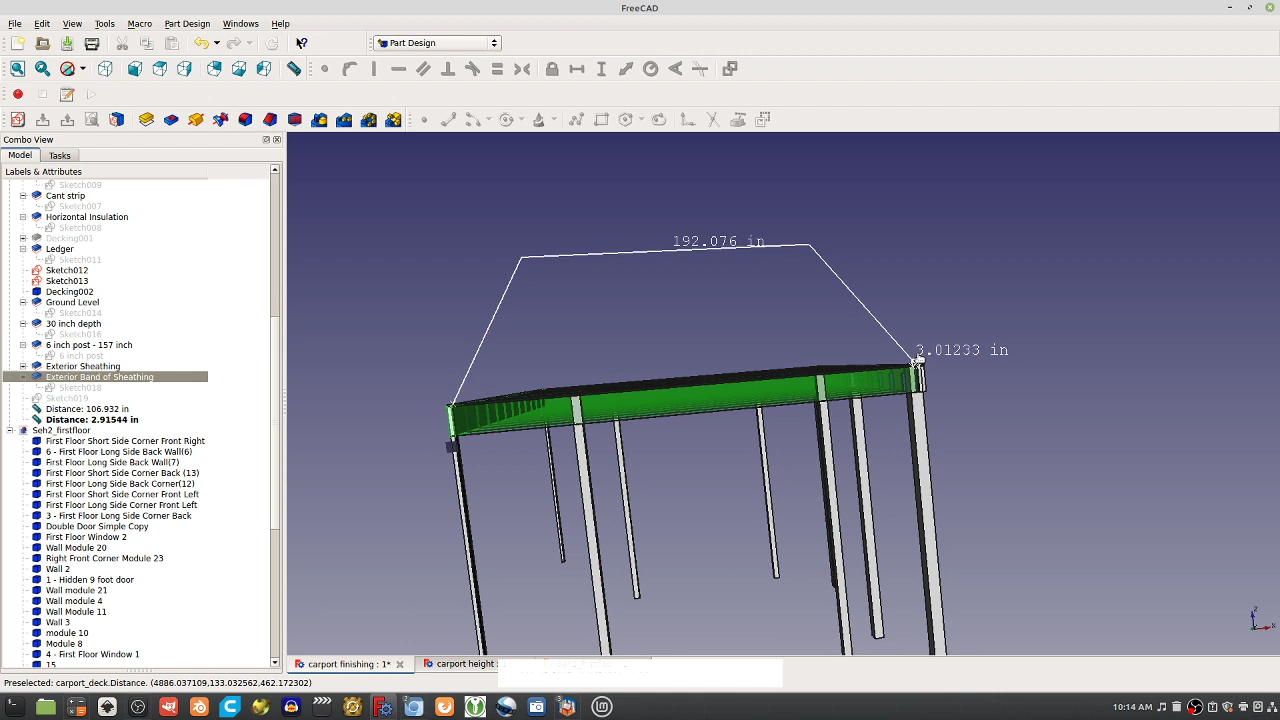 FreeCAD
File Edit View Tools Macro Part Design Windows Help
Part Design
Combo View
Model Tasks
Labels & Attributes
Sketch009
Cant strip
Sketch007
Horizontal Insulation
Sketch008
Decking001
Ledger
Sketch011
Sketch012
Sketch013
Decking002
Ground Level
Sketch014
30 inch depth
Sketch016
6 inch post - 157 inch
6 inch post
Exterior Sheathing
Exterior Band of Sheathing
Sketch018
Sketch019
Distance: 106.932 in
Distance: 2.91544 in
Seh2_firstfloor
First Floor Short Side Corner Front Right
6 - First Floor Long Side Back Wall(6)
First Floor Long Side Back Wall(7)
First Floor Short Side Corner Back (13)
First Floor Long Side Back Corner(12)
First Floor Short Side Corner Front Left
First Floor Long Side Corner Front Left
3 - First Floor Long Side Corner Back
Double Door Simple Copy
First Floor Window 2
Wall Module 20
Right Front Corner Module 23
Wall 2
1 - Hidden 9 foot door
Wall module 21
Wall module 4
Wall Module 11
Wall 3
module 10
Module 8
4 - First Floor Window 1
15
192.076 in
3.01233 in
Z
X
carport finishing : 1*
carport height
Preselected: carport_deck.Distance. (4886.037109,133.032562,462.172302)
10:14 AM